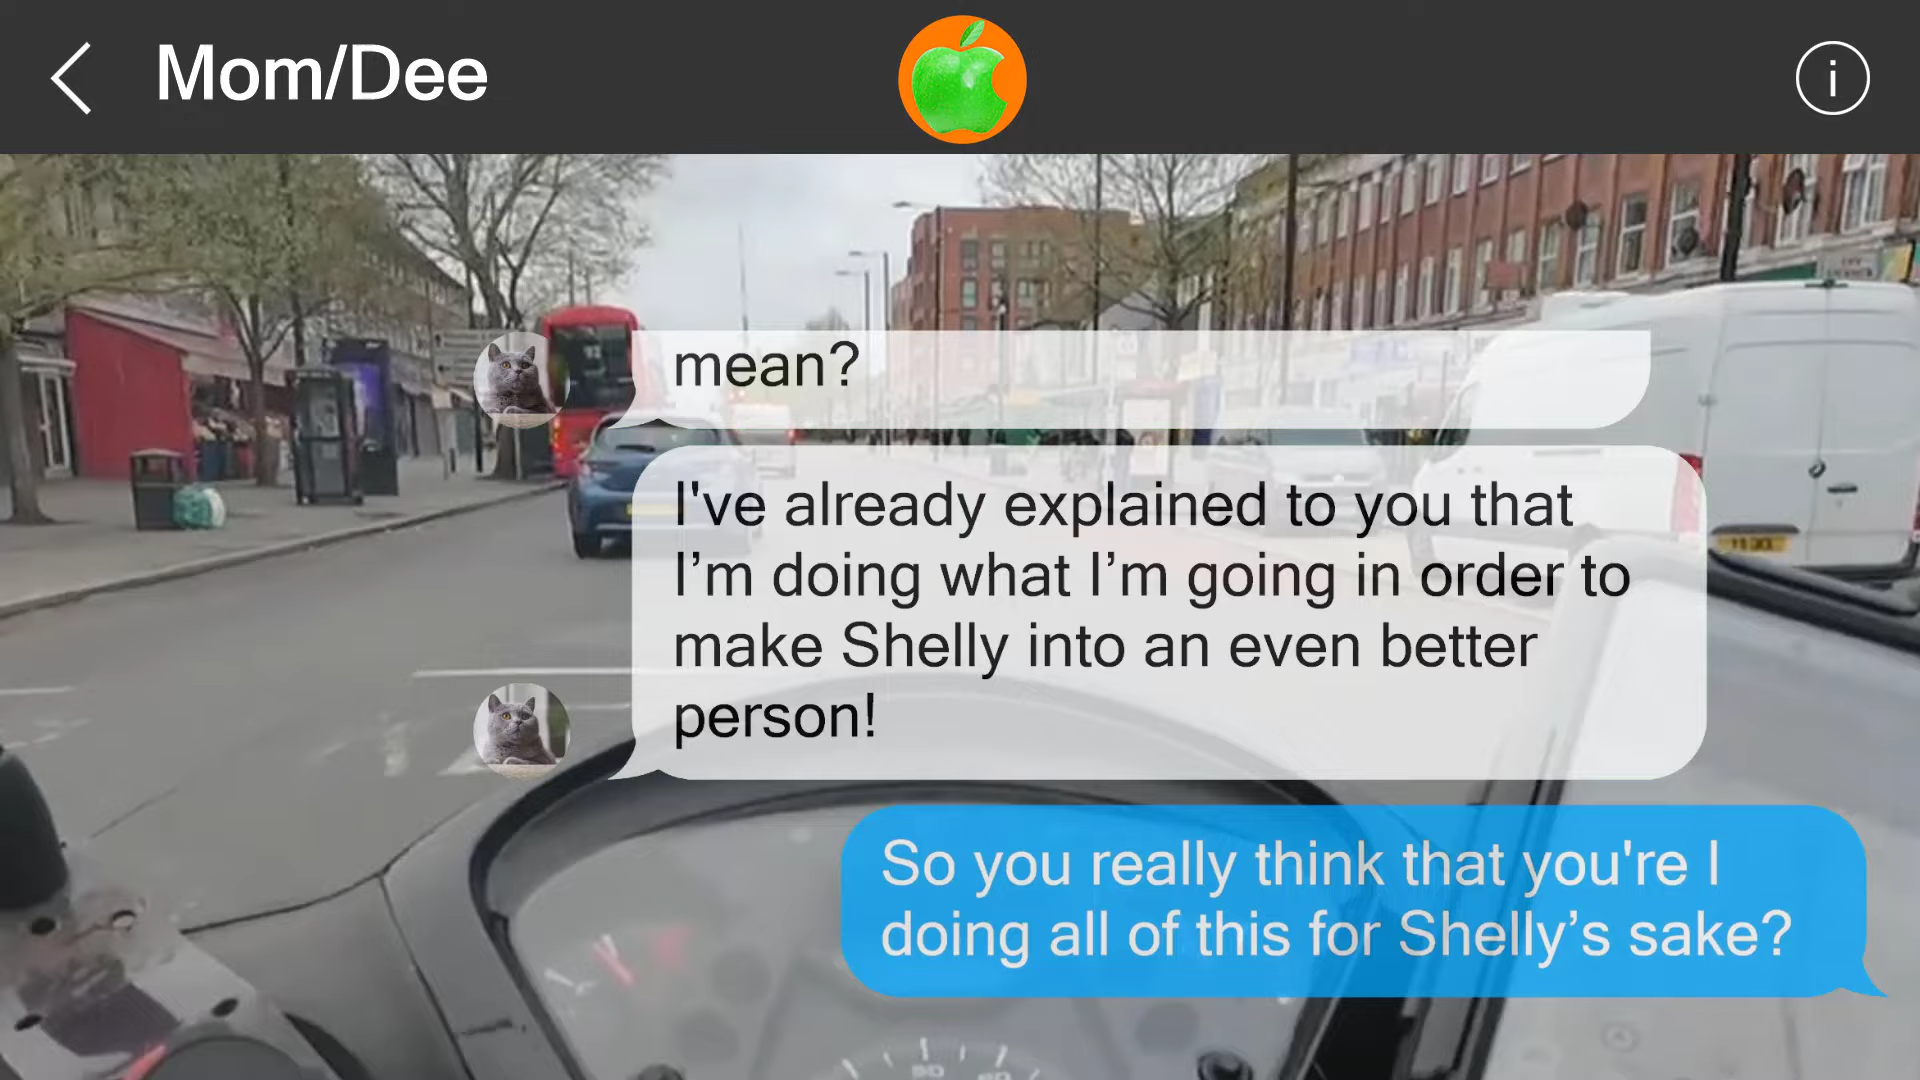 Mom/Dee
i
mean?
I've already explained to you that
I’m doing what I’m going in order to
make Shelly into an even better
person!
So you really think that you're I
doing all of this for Shelly’s sake?